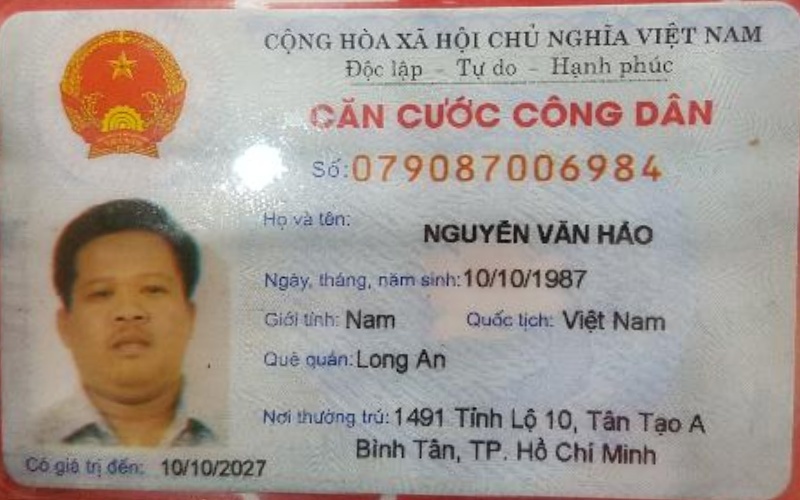 CỘNG HÒA XÃ HỘI CHỦ NGHĨA VIỆT NAM
Độc lập - Tự do - Hạnh phúc
CĂN CƯỚC CÔNG DÂN
Số: 079087006984
Họ và tên: NGUYỄN VĂN HẢO
Ngày, tháng, năm sinh: 10/10/1987
Giới tính: Nam Quốc tịch: Việt Nam
Quê quán: Long An
Nơi thường trú: 1491 Tỉnh Lộ 10, Tân Tạo A
Bình Tân, TP. Hồ Chí Minh
Có giá trị đến: 10/10/2027